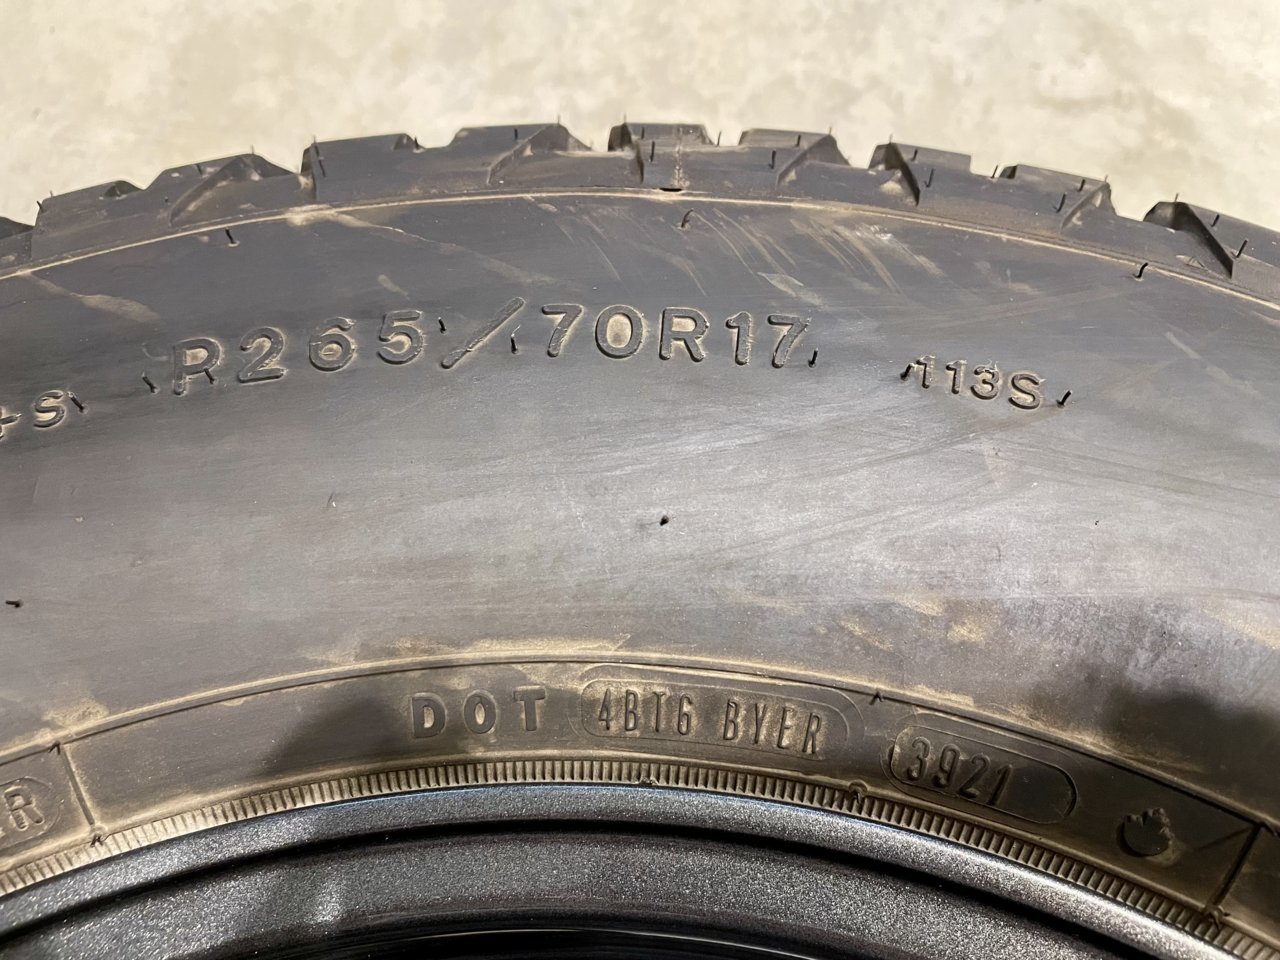 +S P265/70R17 113S
DOT 4BTG BYER 3921